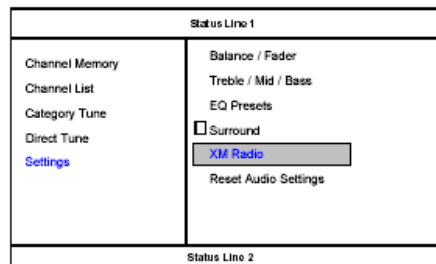 Status Line 1
Channel Memory
Channel List
Category Tune
Direct Tune
Settings
Balance / Fader
Treble / Mid / Bass
EQ Presets
Surround
XM Radio
Reset Audio Settings
Status Line 2